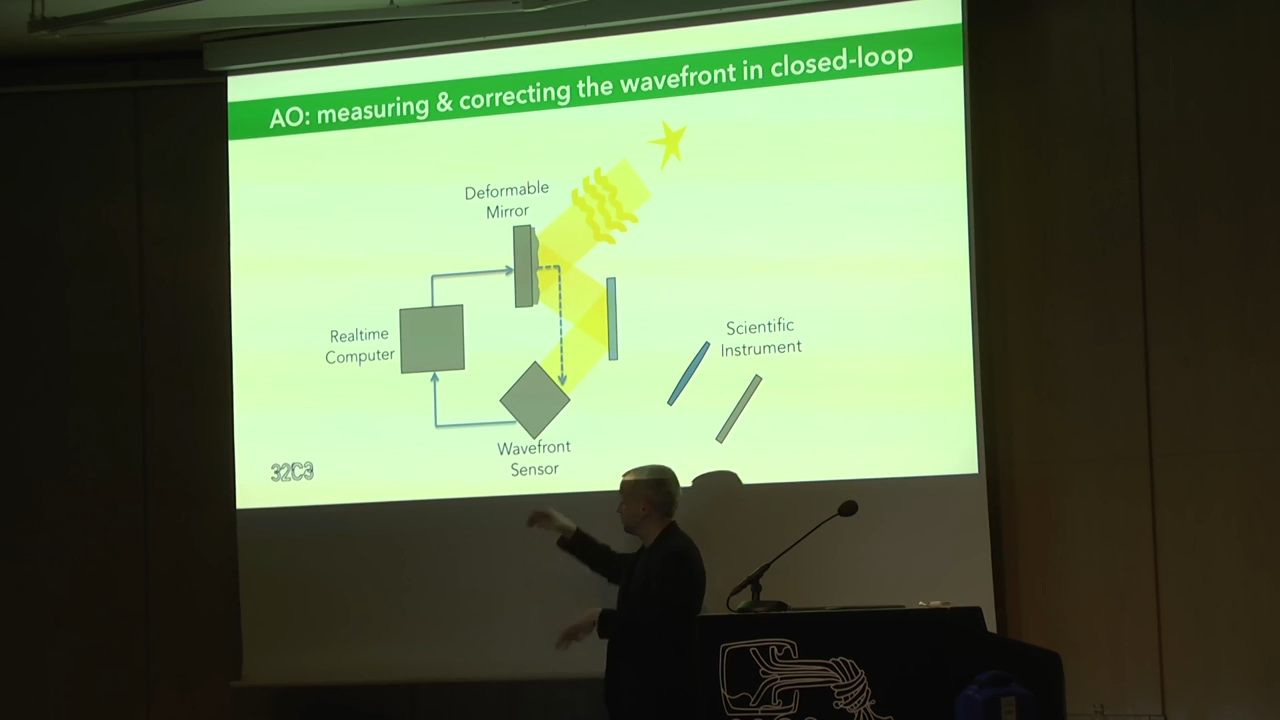 AO: measuring & correcting the wavefront in closed-loop
Deformable
Mirror
Realtime
Computer
Scientific
Instrument
Wavefront
Sensor
32C3